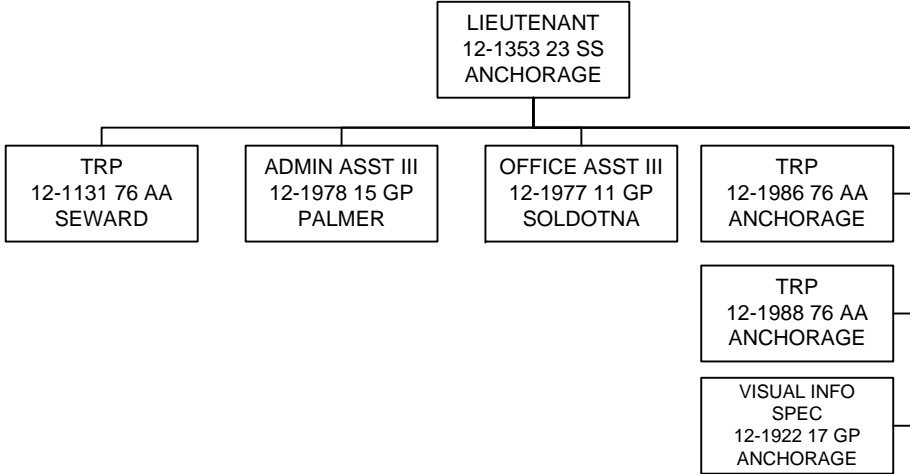 LIEUTENANT
12-1353 23 SS
ANCHORAGE
TRP
12-1131 76 AA
SEWARD
ADMIN ASST III
12-1978 15 GP
PALMER
OFFICE ASST III
12-1977 11 GP
SOLDOTNA
TRP
12-1986 76 AA
ANCHORAGE
TRP
12-1988 76 AA
ANCHORAGE
VISUAL INFO
SPEC
12-1922 17 GP
ANCHORAGE